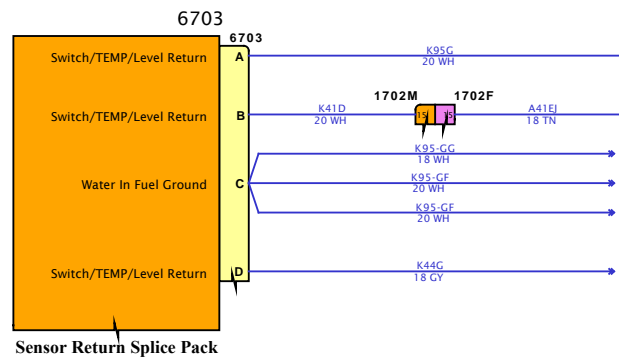 6703
6703
Switch/TEMP/Level Return A K95G
20 WH
1702M 1702F
Switch/TEMP/Level Return B K41D 15 15 A41EJ
20 WH 18 TN
K95-GG
18 WH
Water In Fuel Ground C K95-GF
20 WH
K95-GF
20 WH
Switch/TEMP/Level Return D K44G
18 GY
Sensor Return Splice Pack